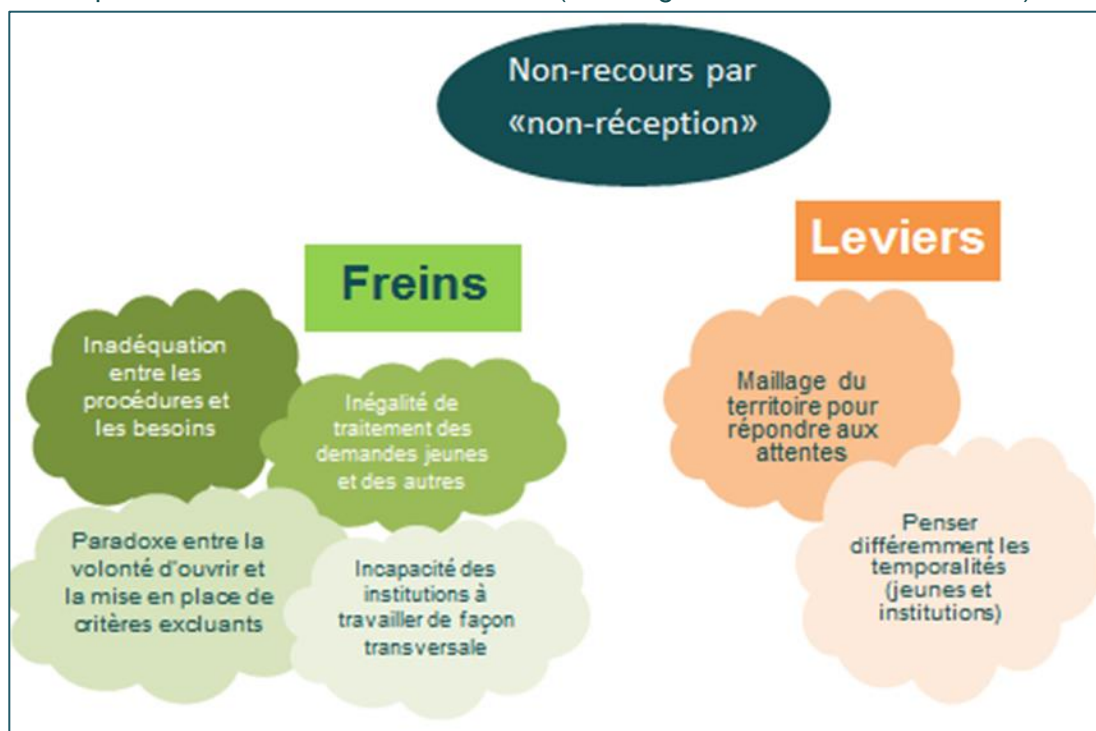 Non-recours par
«non-réception»
Freins
Leviers
Inadéquation
entre les
procédures et
les besoins
Inégalité de
traitement des
demandes jeunes
et des autres
Paradoxe entre la
volonté d'ouvrir et
la mise en place de
critères excluants
Incapacité des
institutions à
travailler de façon
transversale
Maillage du
territoire pour
répondre aux
attentes
Penser
différemment les
temporalités
(jeunes et
institutions)